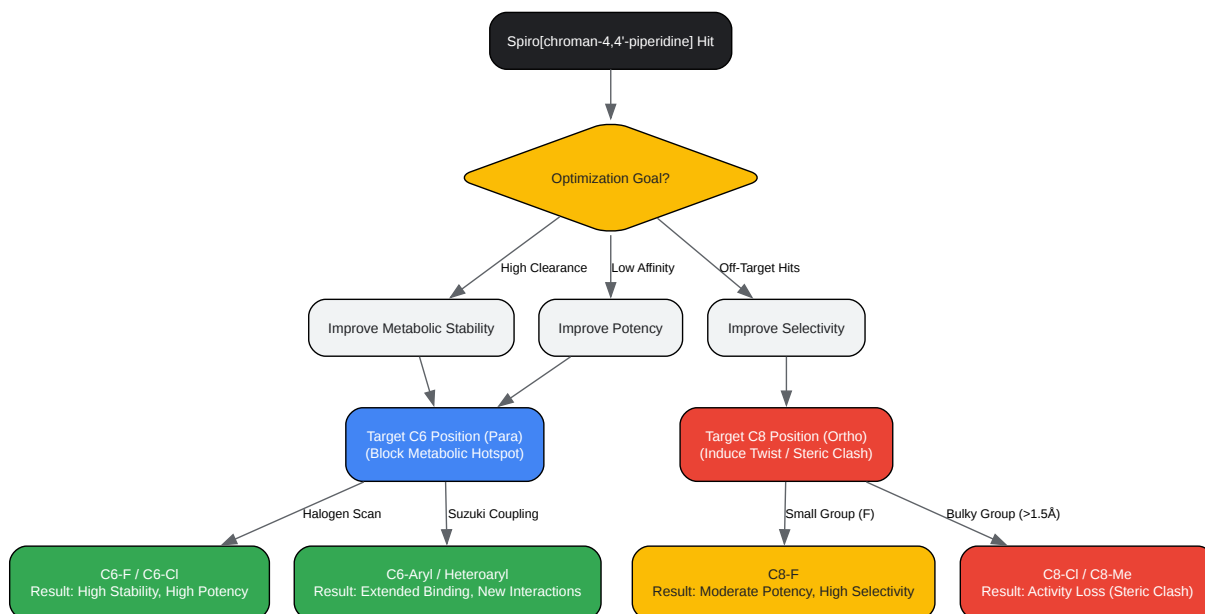 Spiro[chroman-4,4'-piperidine] Hit
Optimization Goal?
High Clearance
Low Affinity
Off-Target Hits
Improve Metabolic Stability
Improve Potency
Improve Selectivity
Target C6 Position (Para)
(Block Metabolic Hotspot)
Target C8 Position (Ortho)
(Induce Twist / Steric Clash)
Halogen Scan
Suzuki Coupling
Small Group (F)
Bulky Group (>1.5Å)
C6-F / C6-Cl
Result: High Stability, High Potency
C6-Aryl / Heteroaryl
Result: Extended Binding, New Interactions
C8-F
Result: Moderate Potency, High Selectivity
C8-Cl / C8-Me
Result: Activity Loss (Steric Clash)